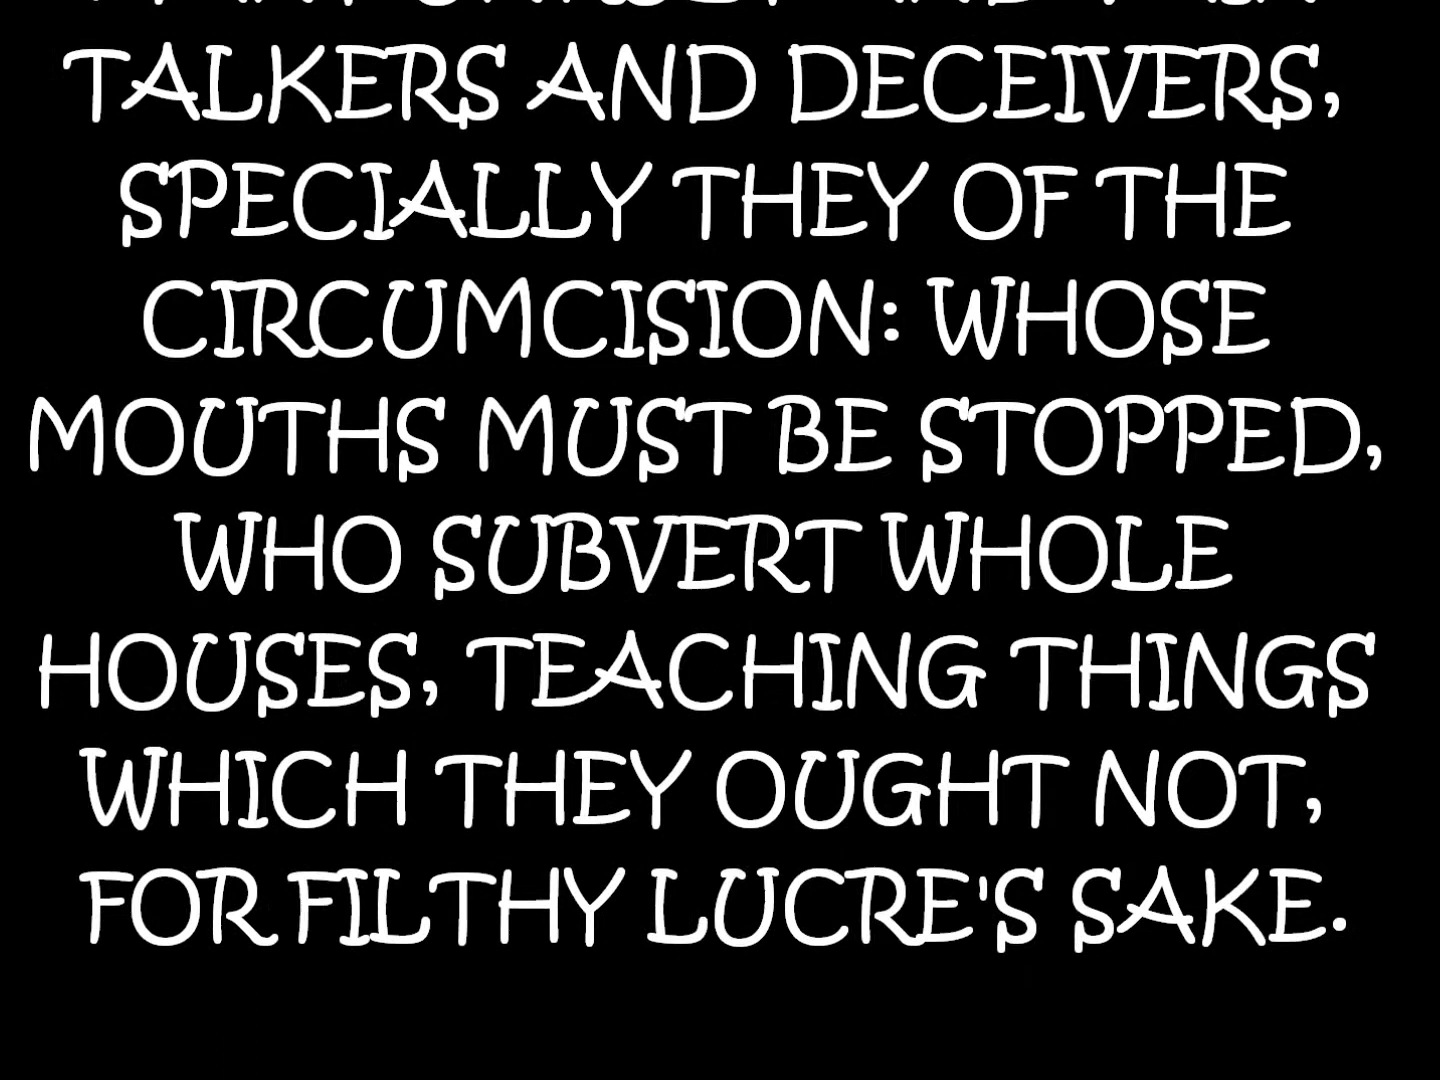 TALKERS AND DECEIVERS,
SPECIALLY THEY OF THE
CIRCUMCISION: WHOSE
MOUTHS MUST BE STOPPED,
WHO SUBVERT WHOLE
HOUSES, TEACHING THINGS
WHICH THEY OUGHT NOT,
FOR FILTHY LUCRE'S SAKE.